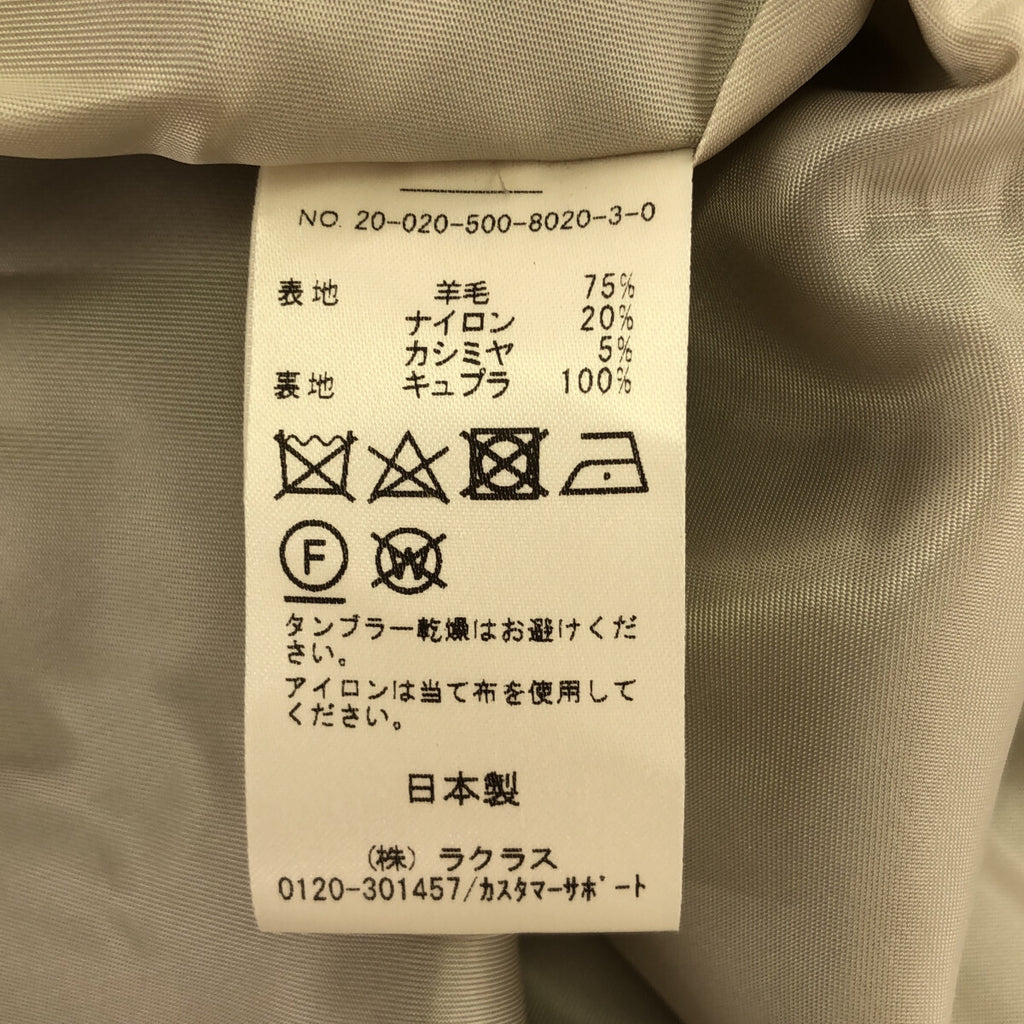 NO. 20-020-500-8020-3-0
表地 羊毛 75%
ナイロン 20%
カシミヤ 5%
裏地 キュプラ 100%
F W
タンブラー乾燥はお避けくだ
さい。
アイロンは当て布を使用して
ください。
日本製
(株) ラクラス
0120-301457/カスタマーサポート